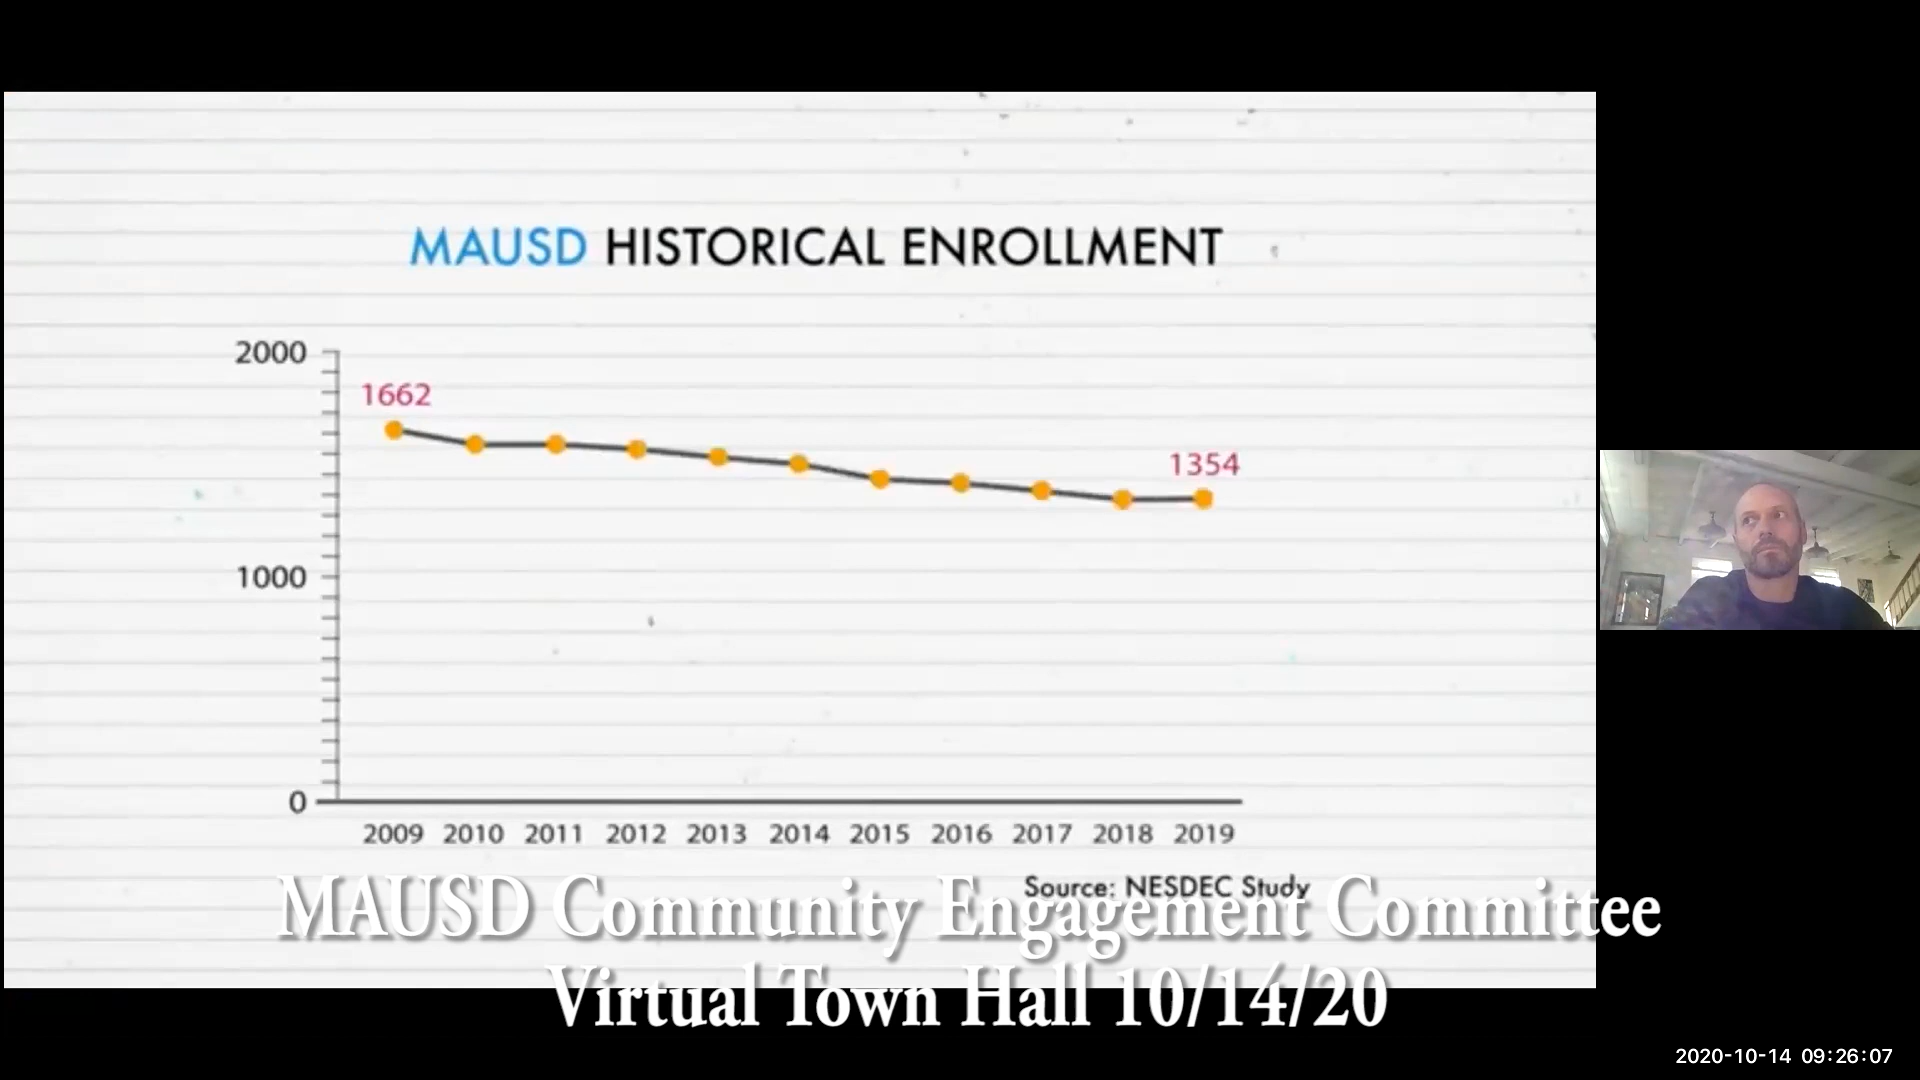 MAUSD HISTORICAL ENROLLMENT
2000
1662
1354
1000
0
2009 2010 2011 2012 2013 2014 2015 2016 2017 2018 2019
Source: NESDEC Study
MAUSD Community Engagement Committee
Virtual Town Hall 10/14/20
2020-10-14 09:26:07